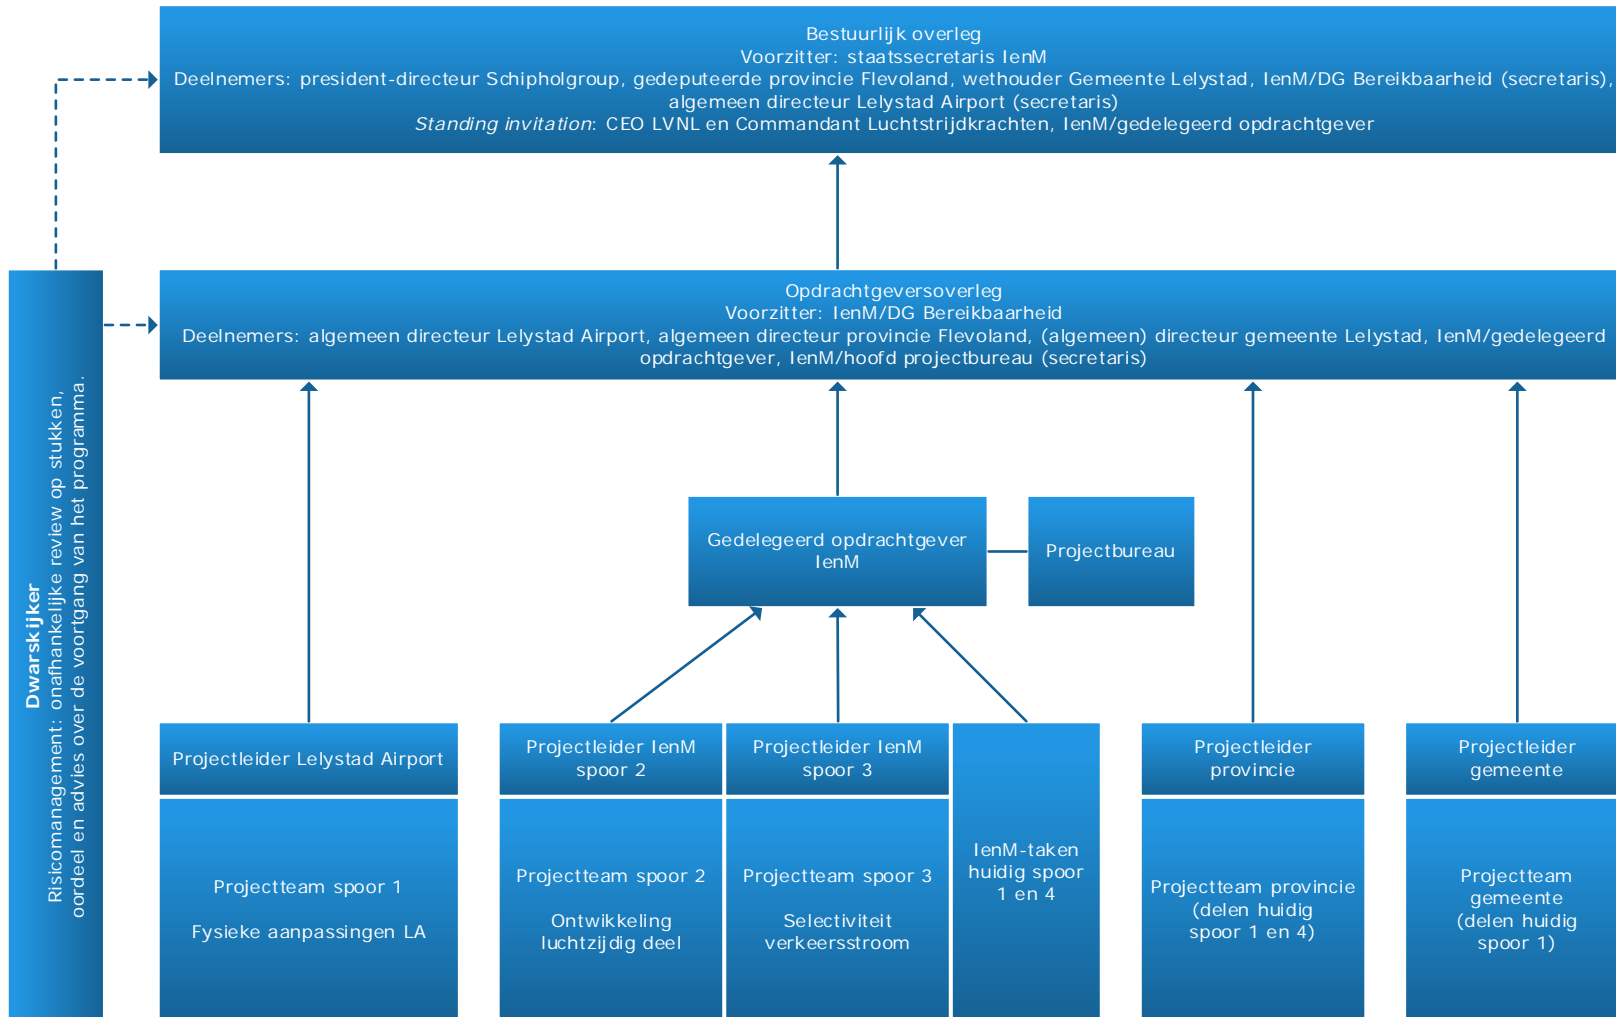 Bestuurlijk overleg
Voorzitter: staatssecretaris IenM
Deelnemers: president-directeur Schipholgroup, gedeputeerde provincie Flevoland, wethouder Gemeente Lelystad, IenM/DG Bereikbaarheid (secretaris),
algemeen directeur Lelystad Airport (secretaris)
Standing invitation: CEO LVNL en Commandant Luchtstrijdkrachten, IenM/gedelegeerd opdrachtgever
Dwarskijker
Risicomanagement: onafhankelijke review op stukken,
oordeel en advies over de voortgang van het programma.
Opdrachtgeversoverleg
Voorzitter: IenM/DG Bereikbaarheid
Deelnemers: algemeen directeur Lelystad Airport, algemeen directeur provincie Flevoland, (algemeen) directeur gemeente Lelystad, IenM/gedelegeerd
opdrachtgever, IenM/hoofd projectbureau (secretaris)
Gedelegeerd opdrachtgever
IenM
Projectbureau
Projectleider Lelystad Airport
Projectteam spoor 1
Fysieke aanpassingen LA
Projectleider IenM
spoor 2
Projectteam spoor 2
Ontwikkeling
luchtzijdig deel
Projectleider IenM
spoor 3
Projectteam spoor 3
Selectiviteit
verkeersstroom
IenM-taken
huidig spoor
1 en 4
Projectleider
provincie
Projectteam provincie
(delen huidig
spoor 1 en 4)
Projectleider
gemeente
Projectteam
gemeente
(delen huidig
spoor 1)